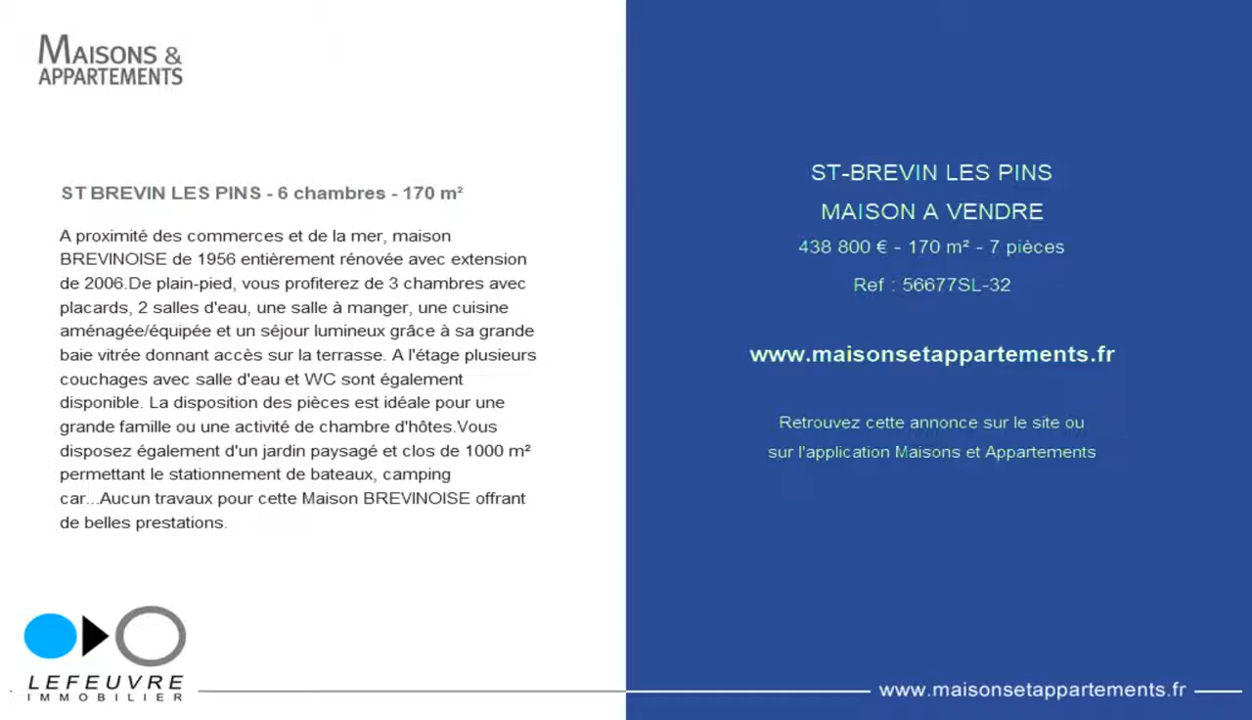 MAISONS &
APPARTEMENTS
ST BREVIN LES PINS - 6 chambres - 170 m²
A proximité des commerces et de la mer, maison
BREVINOISE de 1956 entièrement rénovée avec extension
de 2006.De plain-pied, vous profiterez de 3 chambres avec
placards, 2 salles d'eau, une salle à manger, une cuisine
aménagée/équipée et un séjour lumineux grâce à sa grande
baie vitrée donnant accès sur la terrasse. A l'étage plusieurs
couchages avec salle d'eau et WC sont également
disponible. La disposition des pièces est idéale pour une
grande famille ou une activité de chambre d'hôtes.Vous
disposez également d'un jardin paysagé et clos de 1000 m²
permettant le stationnement de bateaux, camping
car...Aucun travaux pour cette Maison BREVINOISE offrant
de belles prestations.
LEFEUVRE
IMMOBILIER
ST-BREVIN LES PINS
MAISON A VENDRE
438 800 € - 170 m² - 7 pièces
Ref : 56677SL-32
www.maisonsetappartements.fr
Retrouvez cette annonce sur le site ou
sur l'application Maisons et Appartements
www.maisonsetappartements.fr